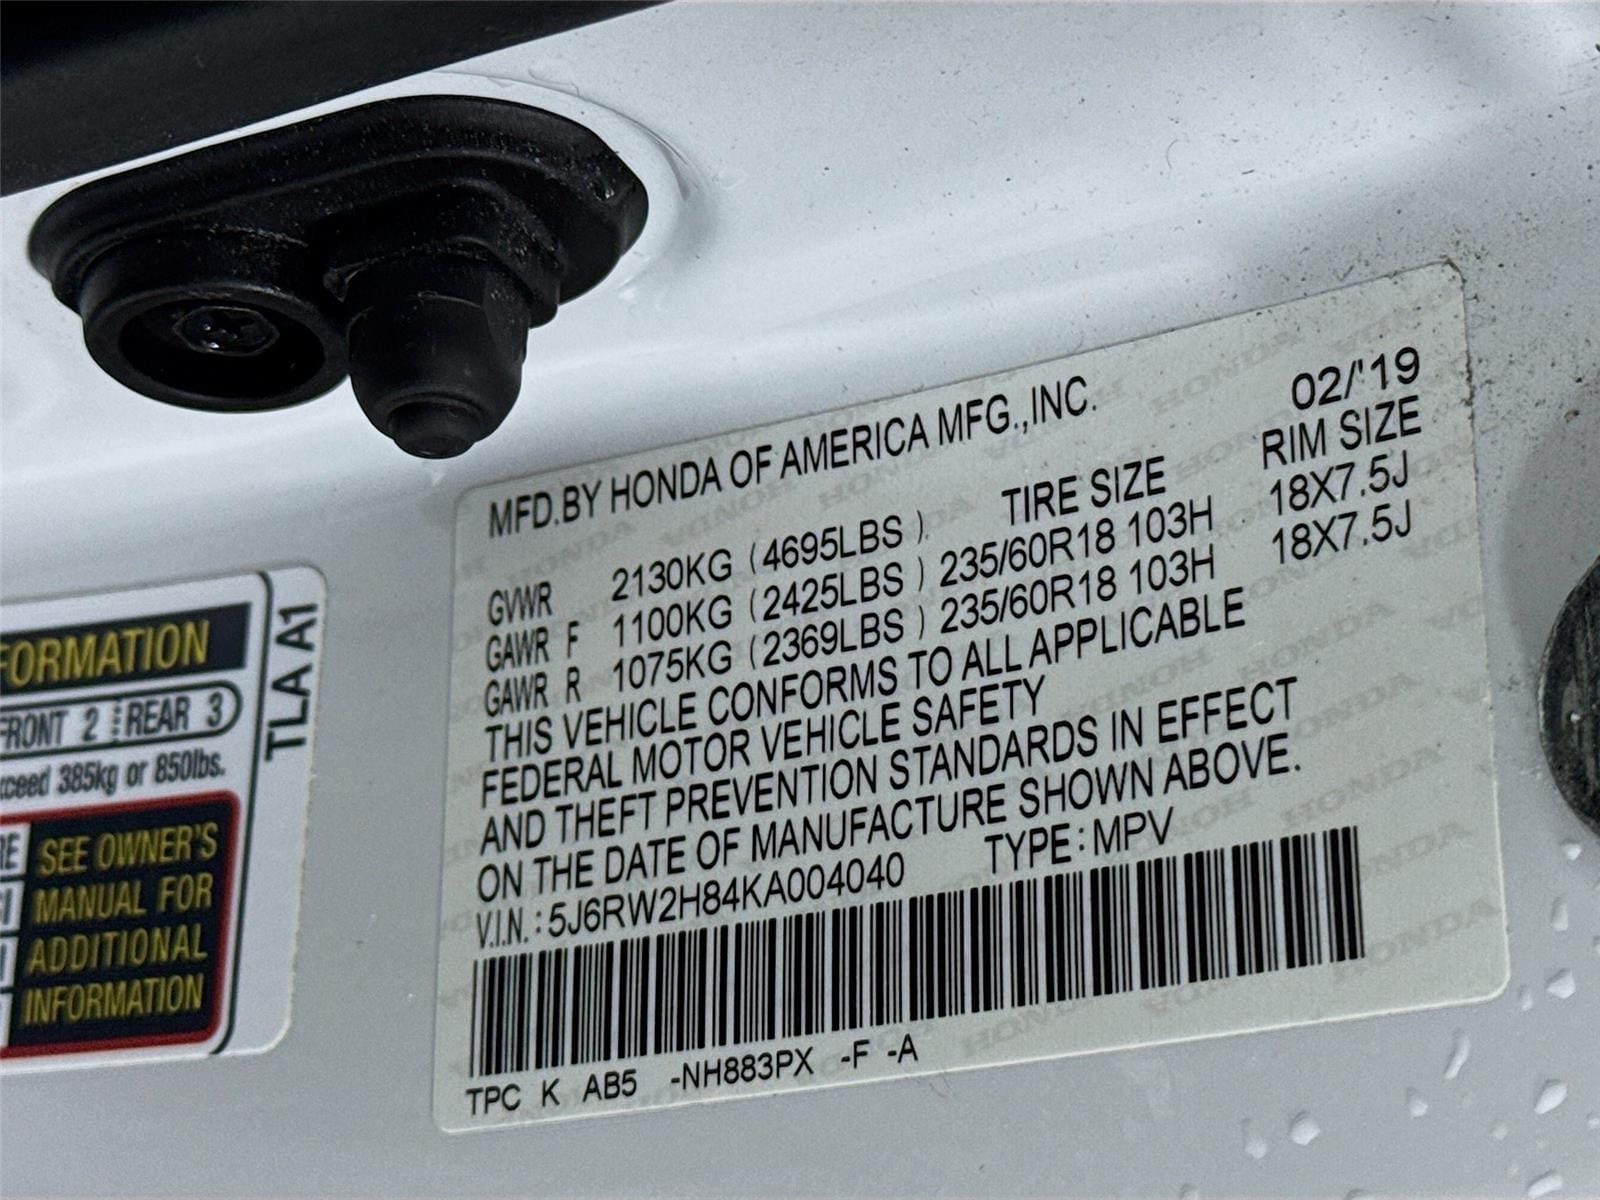 MFD.BY HONDA OF AMERICA MFG.,INC. 02/'19
TIRE SIZE RIM SIZE
GVWR 2130KG (4695LBS)
GAWR F 1100KG (2425LBS) 235/60R18 103H 18X7.5J
GAWR R 1075KG (2369LBS) 235/60R18 103H 18X7.5J
THIS VEHICLE CONFORMS TO ALL APPLICABLE
FEDERAL MOTOR VEHICLE SAFETY
AND THEFT PREVENTION STANDARDS IN EFFECT
ON THE DATE OF MANUFACTURE SHOWN ABOVE.
V.I.N.: 5J6RW2H84KA004040 TYPE: MPV
TPC K AB5 -NH883PX -F -A
FRONT 2 REAR 3
385kg or 850lbs.
SEE OWNER'S
MANUAL FOR
ADDITIONAL
INFORMATION
TLA A1